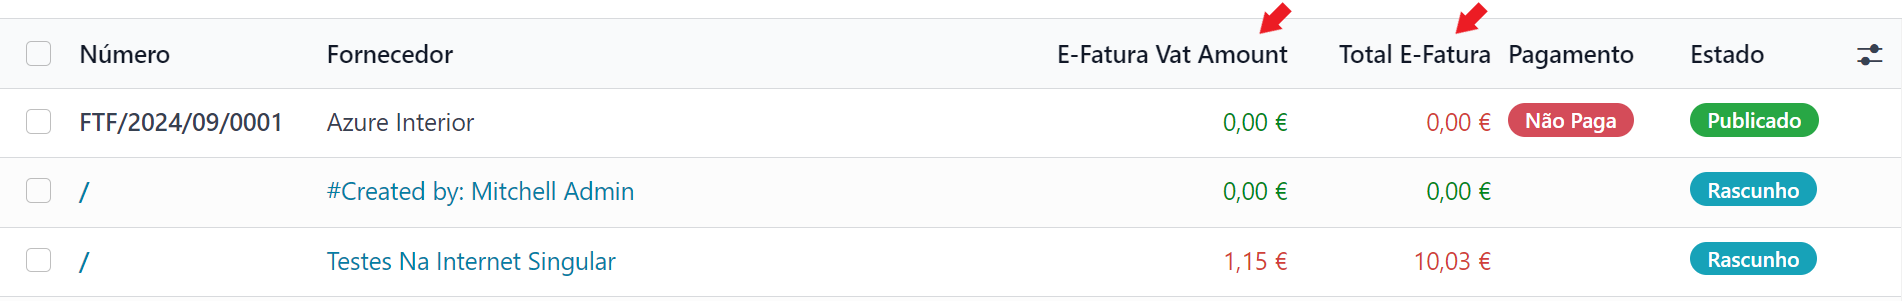 Número Fornecedor E-Fatura Vat Amount Total E-Fatura Pagamento Estado
FTF/2024/09/0001 Azure Interior 0,00 € 0,00 € Não Paga Publicado
/ #Created by: Mitchell Admin 0,00 € 0,00 € Rascunho
/ Testes Na Internet Singular 1,15 € 10,03 € Rascunho